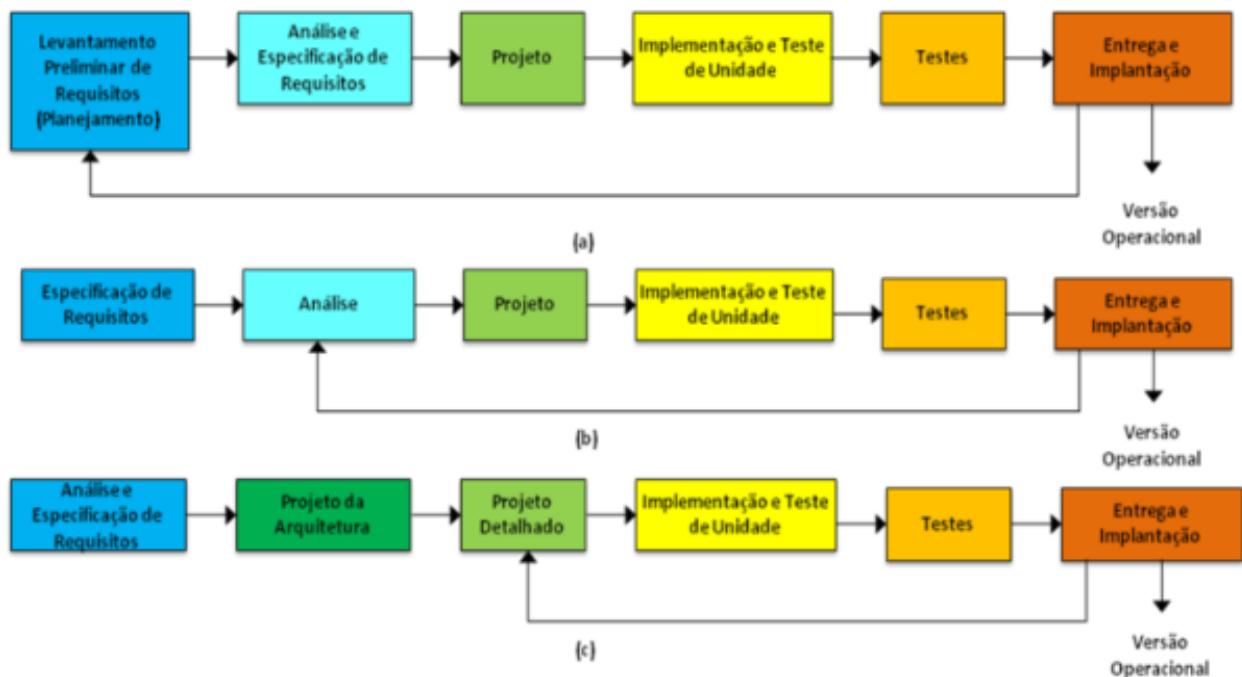 Levantamento
Preliminar de
Requisitos
(Planejamento)
Análise e
Especificação de
Requisitos
Projeto
Implementação e Teste
de Unidade
Testes
Entrega e
Implantação
Versão
Operacional
(a)
Especificação de
Requisitos
Análise
Projeto
Implementação e Teste
de Unidade
Testes
Entrega e
Implantação
Versão
Operacional
(b)
Análise e
Especificação de
Requisitos
Projeto da
Arquitetura
Projeto
Detalhado
Implementação e Teste
de Unidade
Testes
Entrega e
Implantação
Versão
Operacional
(c)